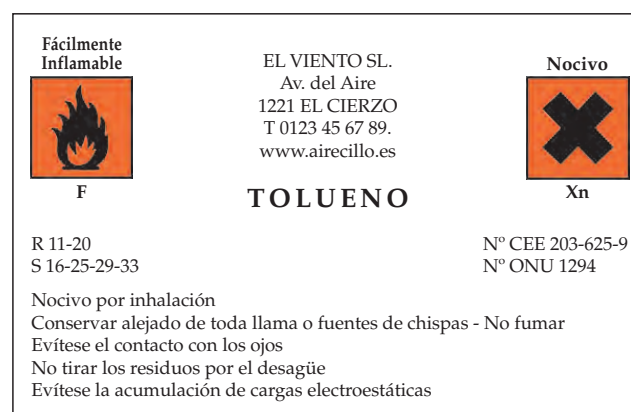 Fácilmente
Inflamable
F
EL VIENTO SL.
Av. del Aire
1221 EL CIERZO
T 0123 45 67 89.
www.airecillo.es
TOLUENO
Nocivo
Xn
R 11-20
S 16-25-29-33
Nº CEE 203-625-9
Nº ONU 1294
Nocivo por inhalación
Conservar alejado de toda llama o fuentes de chispas - No fumar
Evítese el contacto con los ojos
No tirar los residuos por el desagüe
Evítese la acumulación de cargas electroestáticas